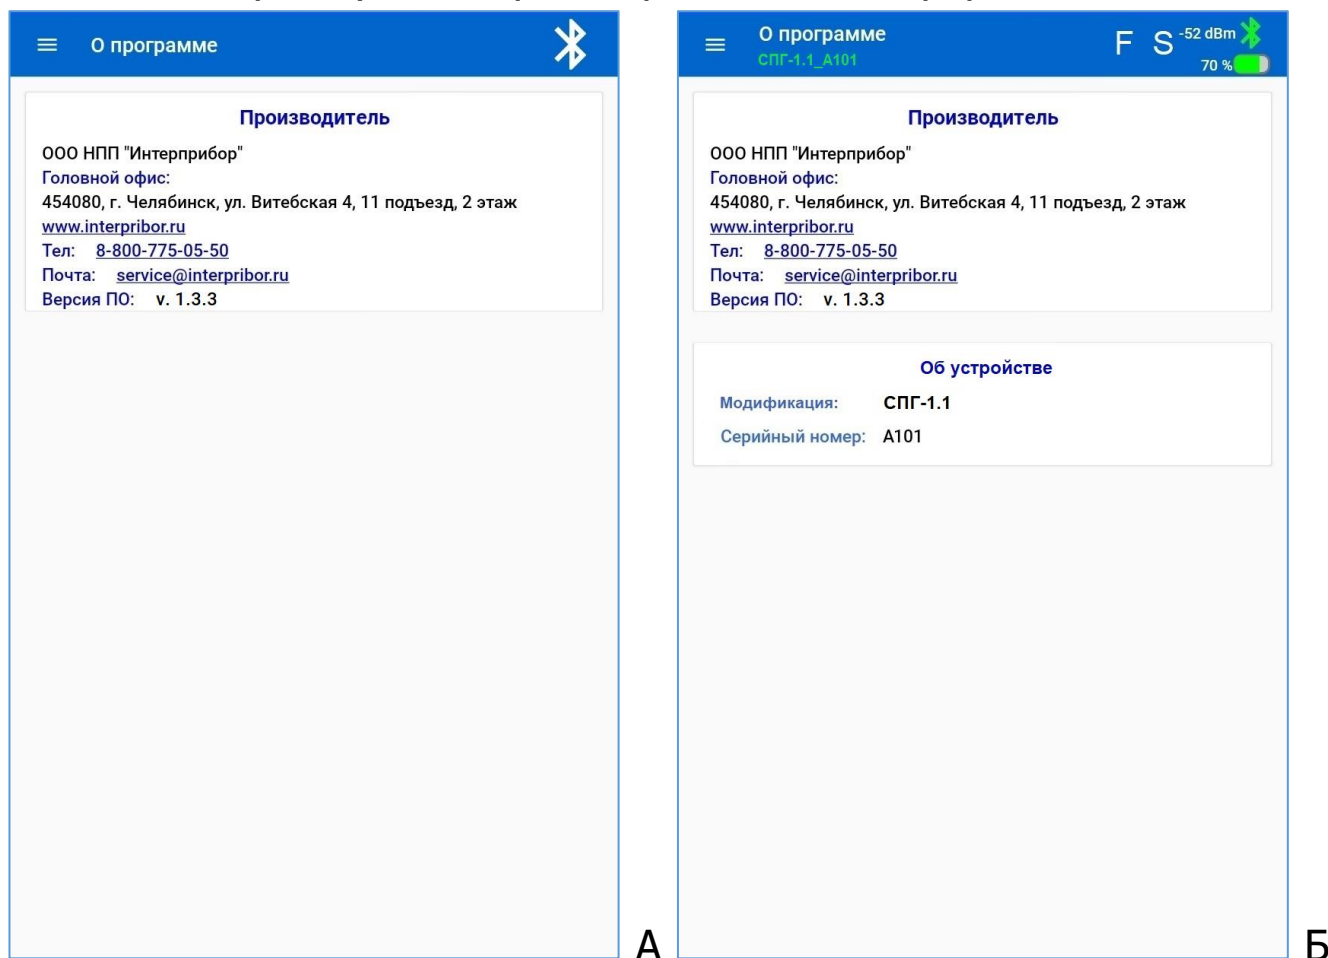 О программе
Производитель
ООО НПП "Интерприбор"
Головной офис:
454080, г. Челябинск, ул. Витебская 4, 11 подъезд, 2 этаж
www.interpribor.ru
Тел: 8-800-775-05-50
Почта: service@interpribor.ru
Версия ПО: v. 1.3.3
А
О программе
СПГ-1.1_А101
F S -52 dBm
70 %
Производитель
ООО НПП "Интерприбор"
Головной офис:
454080, г. Челябинск, ул. Витебская 4, 11 подъезд, 2 этаж
www.interpribor.ru
Тел: 8-800-775-05-50
Почта: service@interpribor.ru
Версия ПО: v. 1.3.3
Об устройстве
Модификация: СПГ-1.1
Серийный номер: А101
Б